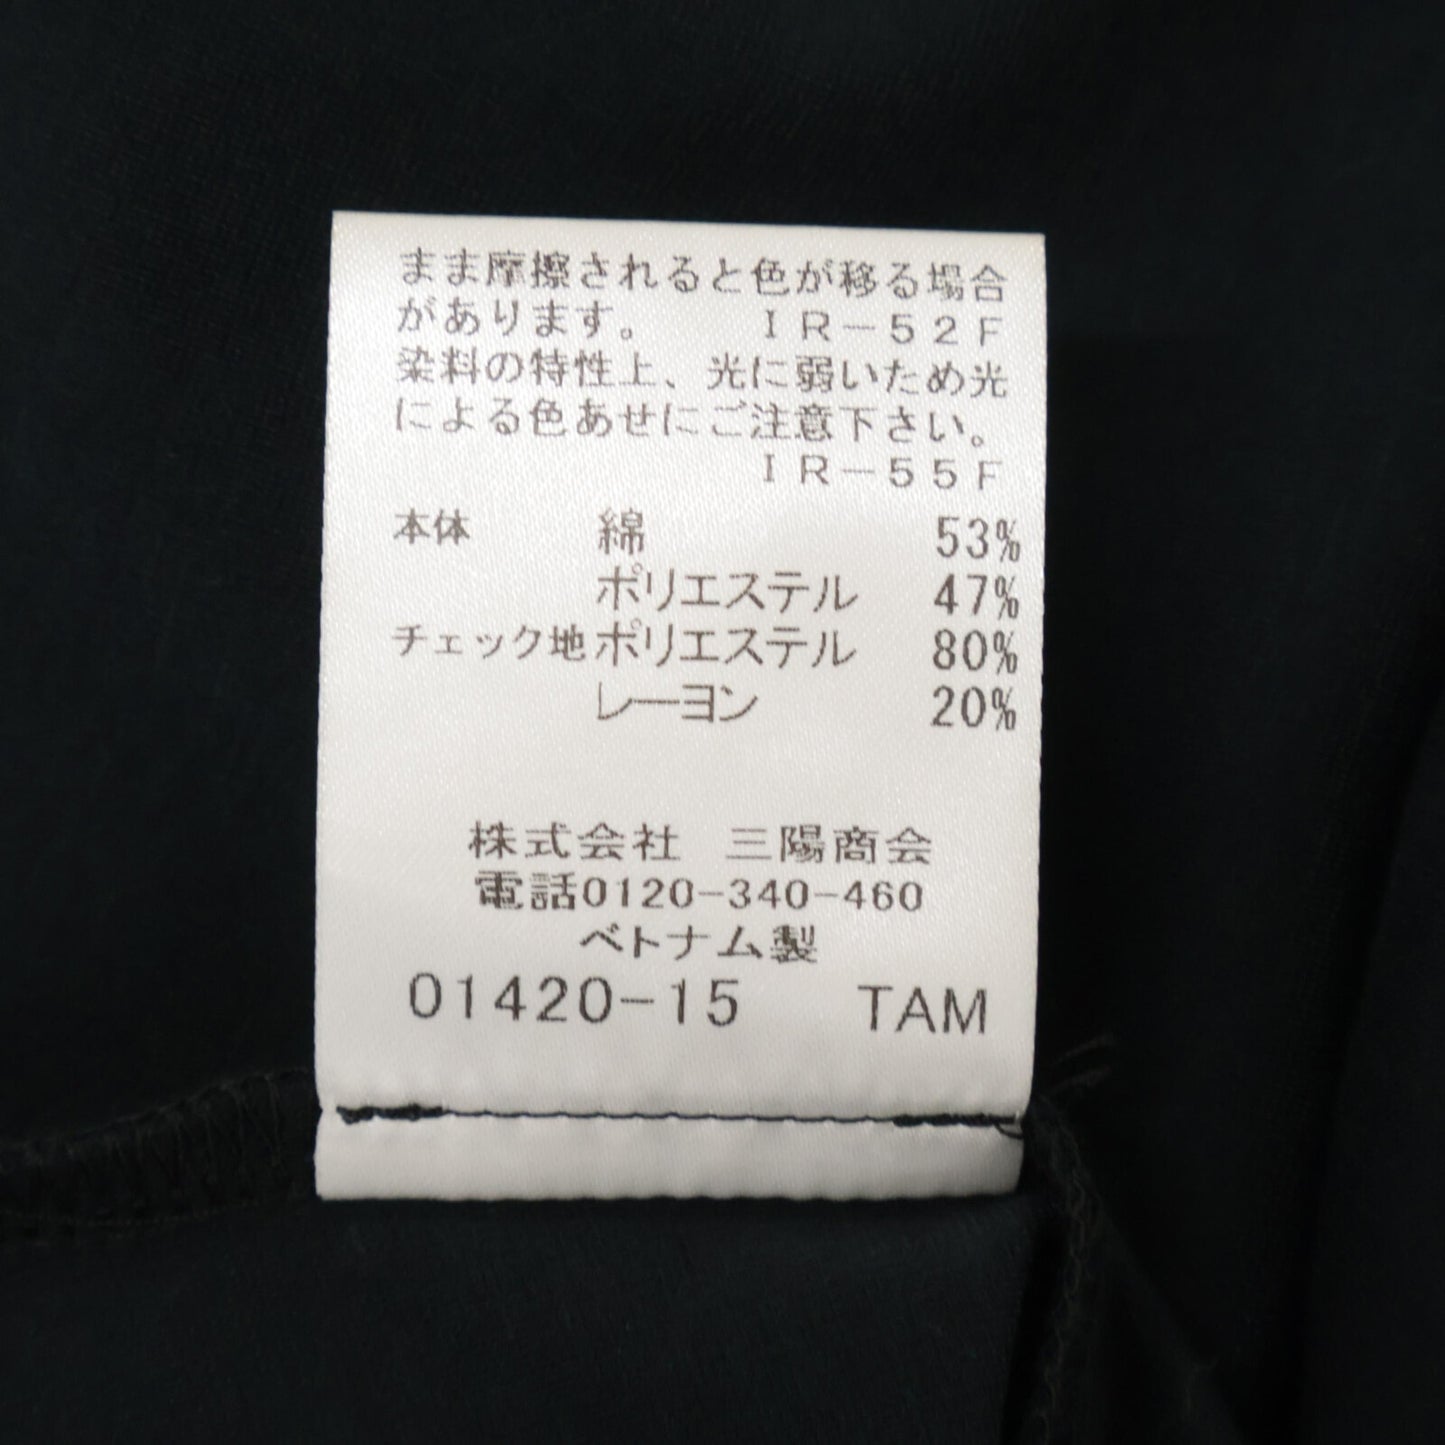 まま摩擦されると色が移る場合
があります。　　ＩＲ－５２Ｆ
染料の特性上、光に弱いため光
による色あせにご注意下さい。
ＩＲ－５５Ｆ
本体　綿　53%
ポリエステル　47%
チェック地　ポリエステル　80%
レーヨン　20%
株式会社　三陽商会
電話0120-340-460
ベトナム製
01420-15　TAM